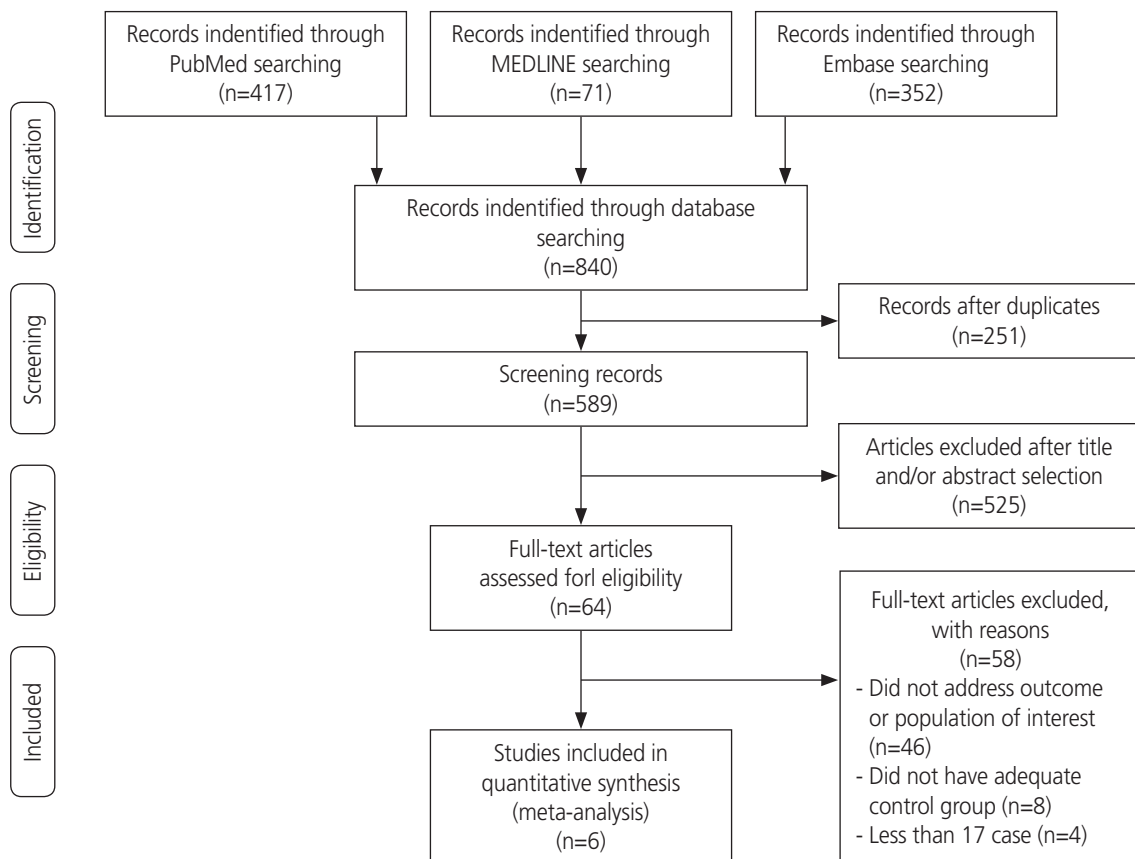 Records indentified through
PubMed searching
(n=417)
Records indentified through
MEDLINE searching
(n=71)
Records indentified through
Embase searching
(n=352)
Identification
Records indentified through database
searching
(n=840)
Screening
Records after duplicates
(n=251)
Screening records
(n=589)
Articles excluded after title
and/or abstract selection
(n=525)
Eligibility
Full-text articles
assessed forl eligibility
(n=64)
Full-text articles excluded,
with reasons
(n=58)
- Did not address outcome
or population of interest
(n=46)
- Did not have adequate
control group (n=8)
- Less than 17 case (n=4)
Included
Studies included in
quantitative synthesis
(meta-analysis)
(n=6)